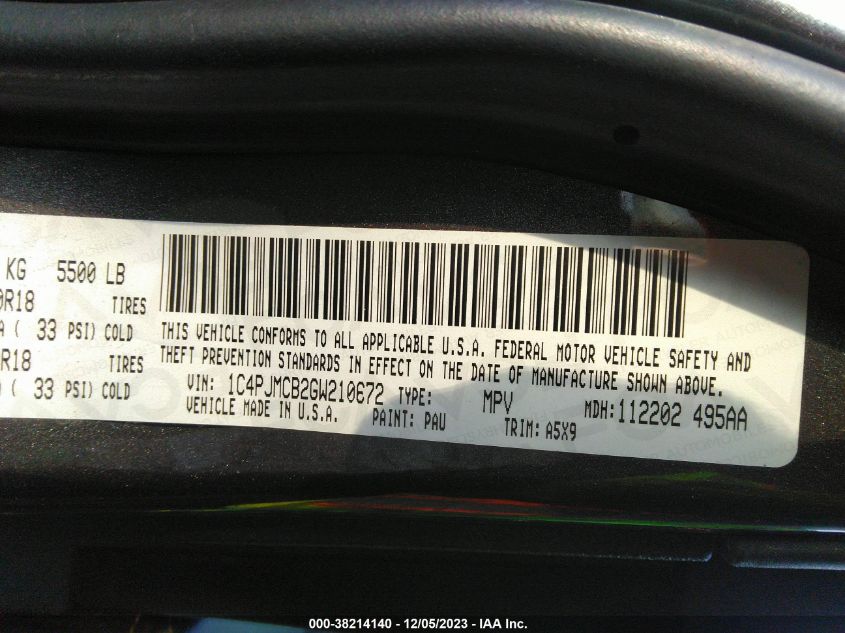 KG 5500 LB
0R18 TIRES
A ( 33 PSI) COLD
0R18 TIRES
A ( 33 PSI) COLD
THIS VEHICLE CONFORMS TO ALL APPLICABLE U.S.A. FEDERAL MOTOR VEHICLE SAFETY AND
THEFT PREVENTION STANDARDS IN EFFECT ON THE DATE OF MANUFACTURE SHOWN ABOVE.
VIN: 1C4PJMCB2GW210672 TYPE: MPV MDH: 112202 495AA
VEHICLE MADE IN U.S.A. PAINT: PAU TRIM: A5X9
000-38214140 - 12/05/2023 - IAA Inc.